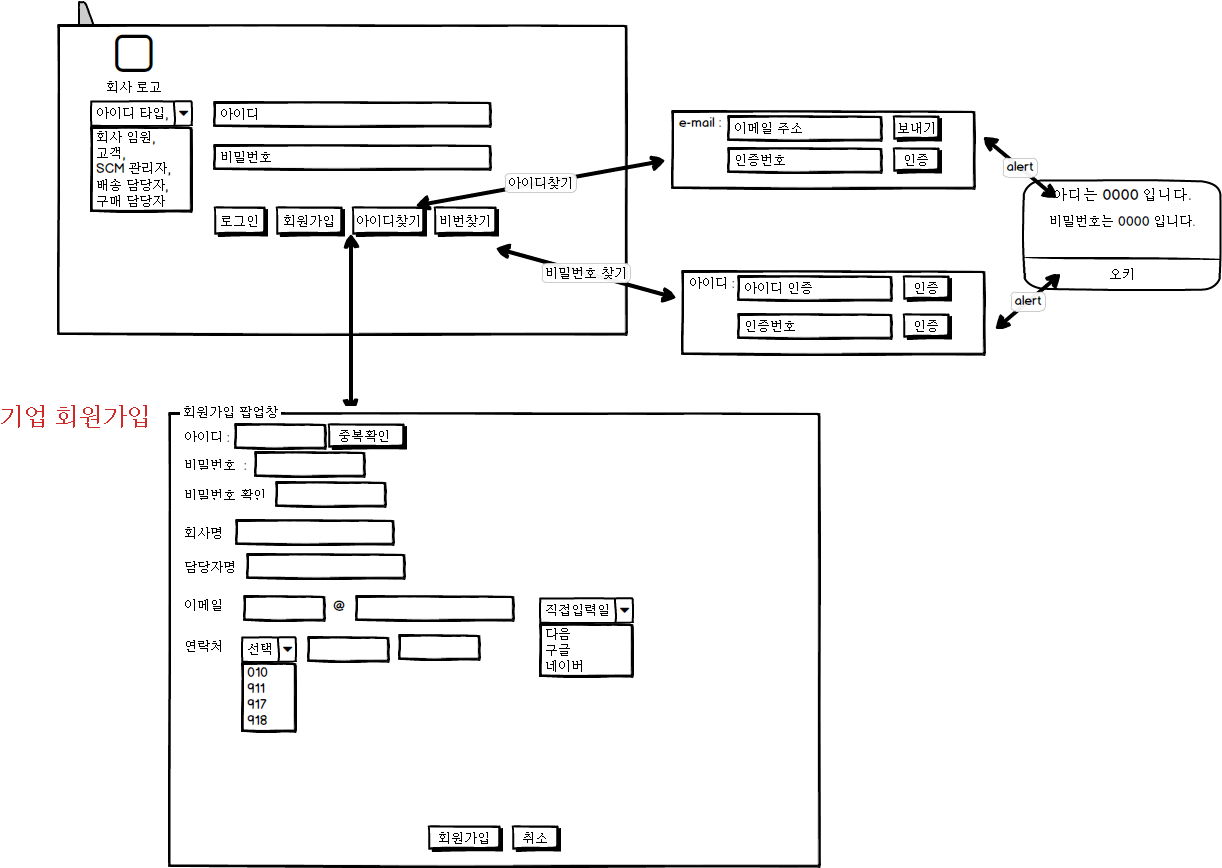 회사 로고
아이디 타입,
회사 임원,
고객,
SCM 관리자,
배송 담당자,
구매 담당자
아이디
비밀번호
로그인
회원가입
아이디찾기
비번찾기
아이디찾기
비밀번호 찾기
e-mail :
이메일 주소
보내기
인증번호
인증
alert
아디는 0000 입니다.
비밀번호는 0000 입니다.
오키
아이디 :
아이디 인증
인증
인증번호
인증
alert
기업 회원가입
회원가입 팝업창
아이디 :
중복확인
비밀번호 :
비밀번호 확인
회사명
담당자명
이메일
@
직접입력일
다음
구글
네이버
연락처
선택
010
911
917
918
회원가입
취소